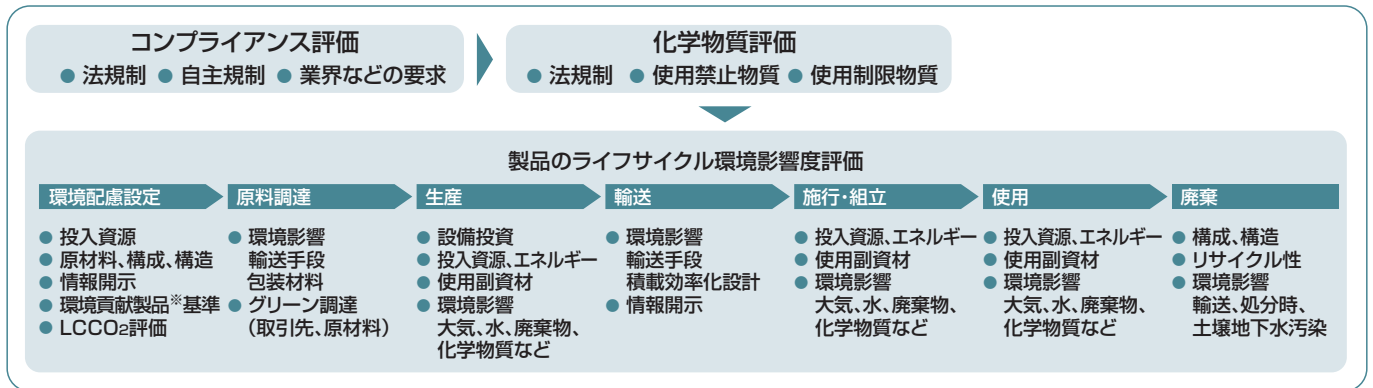 コンプライアンス評価
● 法規制 ● 自主規制 ● 業界などの要求
化学物質評価
● 法規制 ● 使用禁止物質 ● 使用制限物質
製品のライフサイクル環境影響度評価
環境配慮設定
● 投入資源
● 原材料、構成、構造
● 情報開示
● 環境貢献製品※基準
● LCCO₂評価
原料調達
● 環境影響
輸送手段
包装材料
● グリーン調達
(取引先、原材料)
生産
● 設備投資
● 投入資源、エネルギー
● 使用副資材
● 環境影響
大気、水、廃棄物、
化学物質など
輸送
● 環境影響
輸送手段
積載効率化設計
● 情報開示
施行・組立
● 投入資源、エネルギー
● 使用副資材
● 環境影響
大気、水、廃棄物、
化学物質など
使用
● 投入資源、エネルギー
● 使用副資材
● 環境影響
大気、水、廃棄物、
化学物質など
廃棄
● 構成、構造
● リサイクル性
● 環境影響
輸送、処分時、
土壌地下水汚染